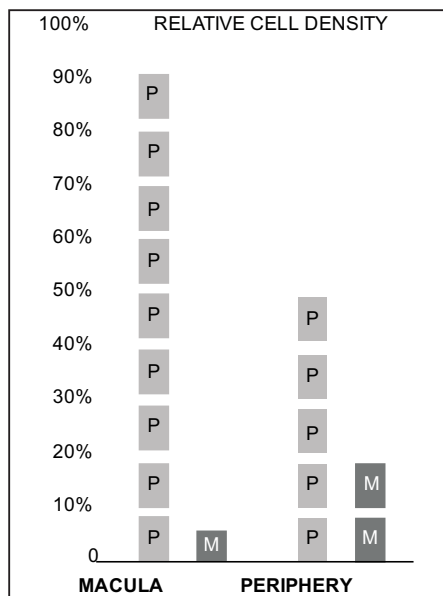 100% RELATIVE CELL DENSITY
90%
P
80%
P
70%
P
60%
P
50%
P P
40%
P P
30%
P P
20%
P P M
10%
P M P M
0
MACULA PERIPHERY